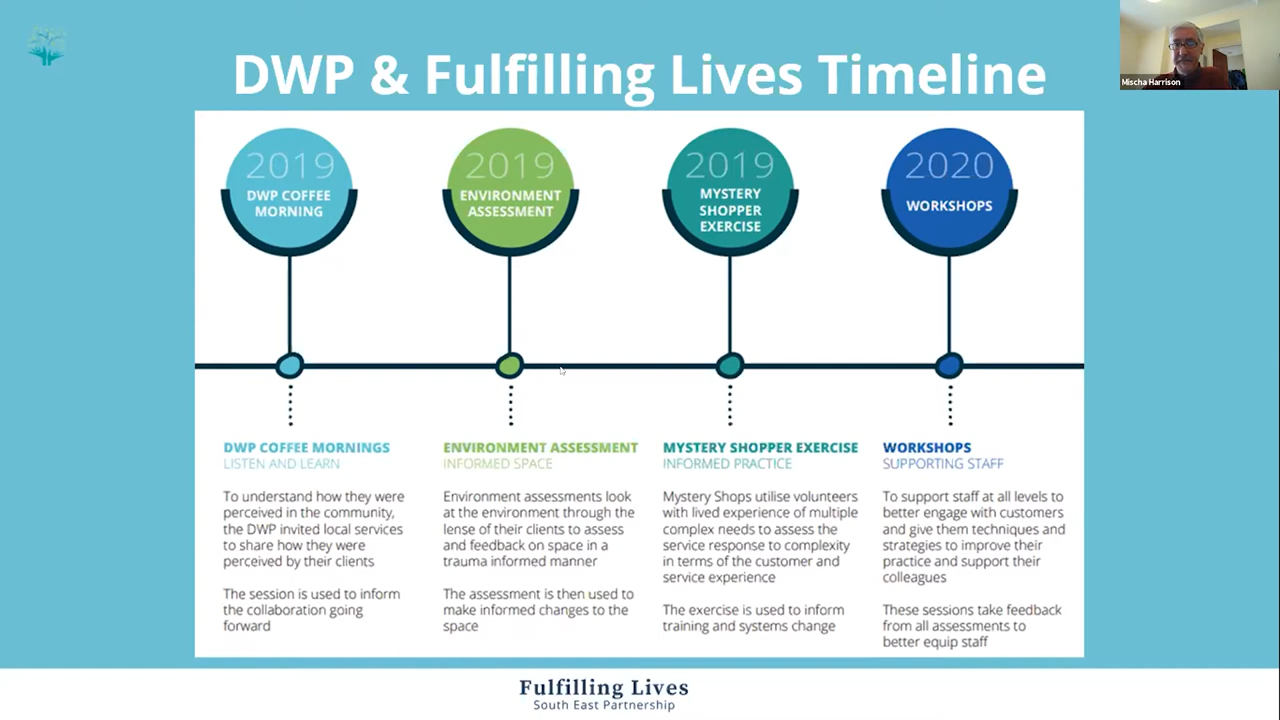 DWP & Fulfilling Lives Timeline
Mischa Harrison
2019
DWP COFFEE
MORNING
2019
ENVIRONMENT
ASSESSMENT
2019
MYSTERY
SHOPPER
EXERCISE
2020
WORKSHOPS
DWP COFFEE MORNINGS
LISTEN AND LEARN
To understand how they were
perceived in the community,
the DWP invited local services
to share how they were
perceived by their clients
The session is used to inform
the collaboration going
forward
ENVIRONMENT ASSESSMENT
INFORMED SPACE
Environment assessments look
at the environment through the
lense of their clients to assess
and feedback on space in a
trauma informed manner
The assessment is then used to
make informed changes to the
space
MYSTERY SHOPPER EXERCISE
INFORMED PRACTICE
Mystery Shops utilise volunteers
with lived experience of multiple
complex needs to assess the
service response to complexity
in terms of the customer and
service experience
The exercise is used to inform
training and systems change
WORKSHOPS
SUPPORTING STAFF
To support staff at all levels to
better engage with customers
and give them techniques and
strategies to improve their
practice and support their
colleagues
These sessions take feedback
from all assessments to
better equip staff
Fulfilling Lives
South East Partnership